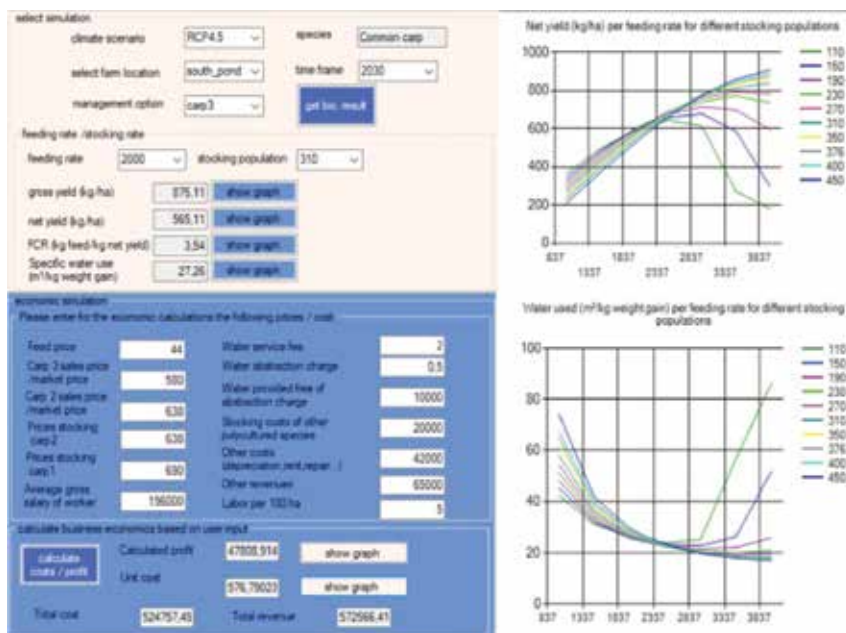 select simulation
climate scenario RCP4.5 species Common carp
select farm location south_pond time frame 2030
management option carp3 get bio. result
feeding rate /stocking rate
feeding rate 2000 stocking population 310
gross yield (kg/ha) 875,11 show graph
net yield (kg/ha) 565,11 show graph
FCR (kg feed/kg net yield) 3,54 show graph
Specific water use
(m³/kg weight gain) 27,26 show graph
economic simulation
Please enter for the economic calculations the following prices / cost:
Feed price 44 Water service fee 2
Carp 3 sales price
/market price 580 Water abstraction charge 0.5
Carp 2 sales price
/market price 638 Water provided free of
abstraction charge 10000
Prices stocking
carp2 638 Stocking costs of other
polycultured species 20000
Prices stocking
carp1 690 Other costs
(depreciation,rent,repair...) 42000
Average gross
salary of worker 196000 Other revenues 65000
Labor per 100 ha 5
calculate business economics based on user input
calculate
costs / profit
Calculated profit 47808,914 show graph
Unit cost 576,79023 show graph
Total cost 524757,45 Total revenue 572566,41
Net yield (kg/ha) per feeding rate for different stocking populations
1000
800
600
400
200
0
837 1337 1837 2337 2837 3337 3837
110
150
190
230
270
310
350
376
400
450
Water used (m³/kg weight gain) per feeding rate for different stocking
populations
100
80
60
40
20
0
837 1337 1837 2337 2837 3337 3837
110
150
190
230
270
310
350
376
400
450